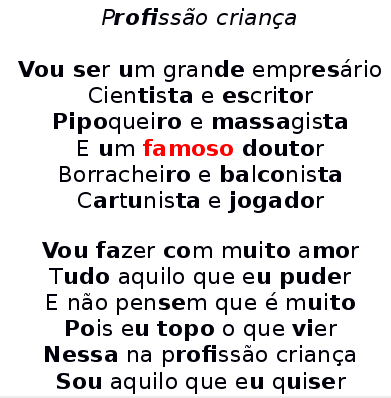 Profissão criança
Vou ser um grande empresário
Cientista e escritor
Pipoqueiro e massagista
E um famoso doutor
Borracheiro e balconista
Cartunista e jogador
Vou fazer com muito amor
Tudo aquilo que eu puder
E não pensem que é muito
Pois eu topo o que vier
Nessa na profissão criança
Sou aquilo que eu quiser